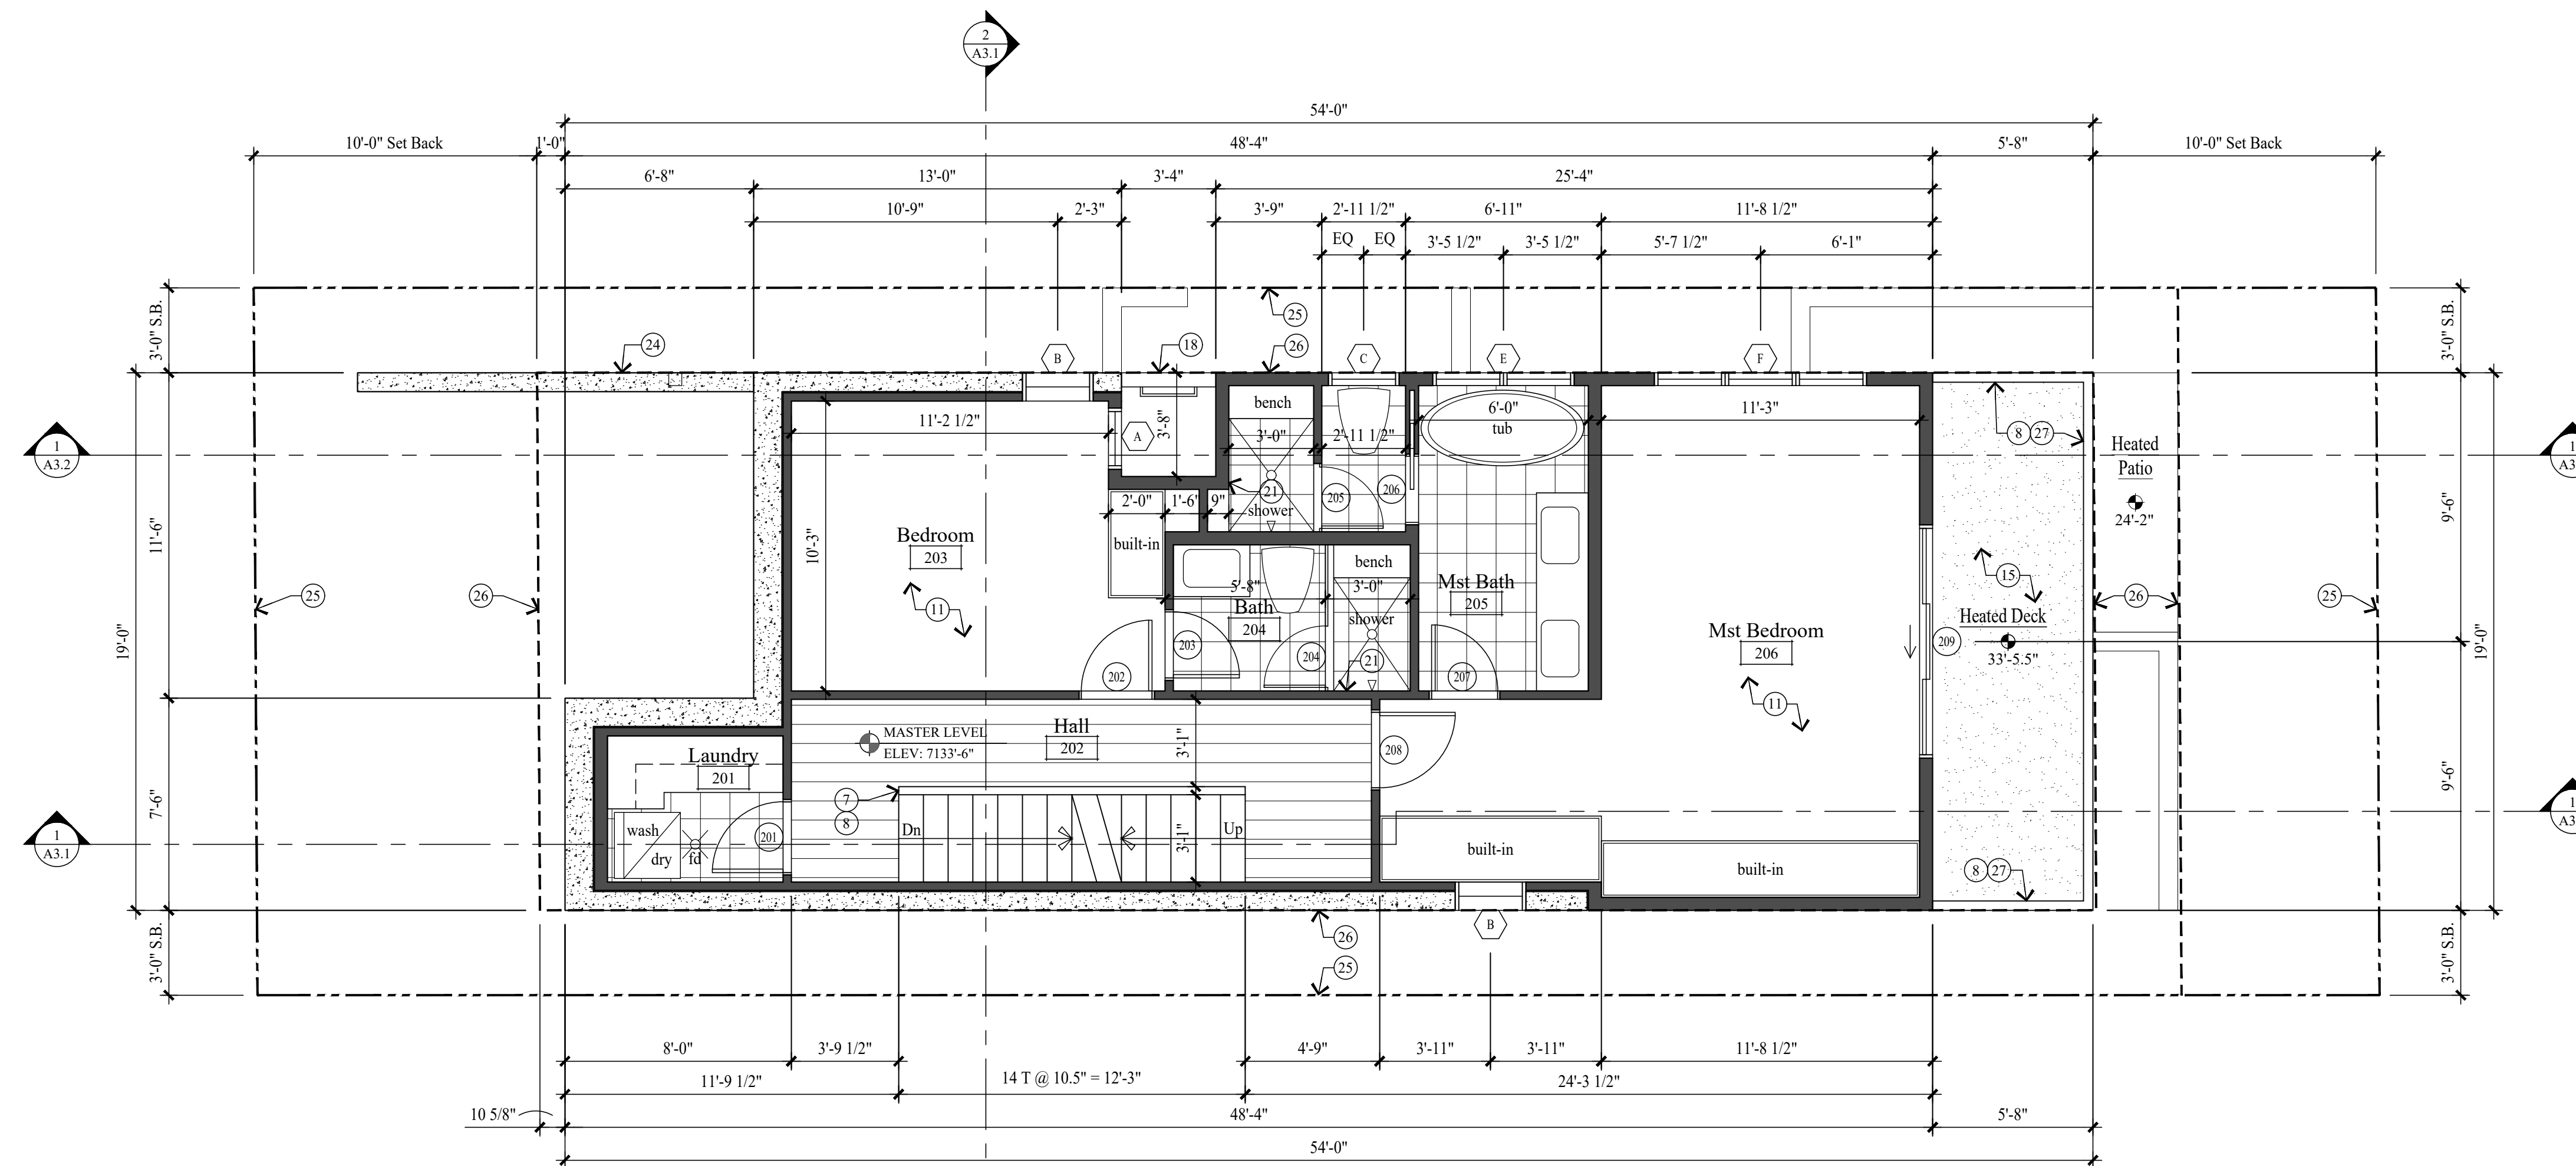 2
A3.1
54'-0"
10'-0" Set Back
1'-0"
48'-4"
5'-8"
10'-0" Set Back
6'-8"
13'-0"
3'-4"
25'-4"
10'-9"
2'-3"
3'-9"
2'-11 1/2"
6'-11"
11'-8 1/2"
EQ
EQ
3'-5 1/2"
3'-5 1/2"
5'-7 1/2"
6'-1"
3'-0" S.B.
3'-0" S.B.
25
24
18
26
B
C
E
F
bench
11'-2 1/2"
A
3'-8"
3'-0"
2'-11 1/2"
6'-0"
tub
11'-3"
8
27
Heated
Patio
24'-2"
1
A3.2
1
2'-0"
1'-6"
9"
21
shower
205
206
11'-6"
19'-0"
10'-3"
Bedroom
203
built-in
bench
5'-8"
3'-0"
Mst Bath
205
9'-6"
19'-0"
25
26
11
Bath
204
shower
15
26
25
Heated Deck
33'-5.5"
203
204
21
202
207
Mst Bedroom
206
209
11
MASTER LEVEL
ELEV: 7133'-6"
Hall
202
3'-1"
208
Laundry
201
7'-6"
9'-6"
7
8
Dn
Up
3'-1"
wash
dry
fd
201
1
A3.1
1
built-in
built-in
8
27
B
26
25
3'-0" S.B.
3'-0" S.B.
8'-0"
3'-9 1/2"
4'-9"
3'-11"
3'-11"
11'-8 1/2"
11'-9 1/2"
14 T @ 10.5" = 12'-3"
24'-3 1/2"
10 5/8"
48'-4"
5'-8"
54'-0"